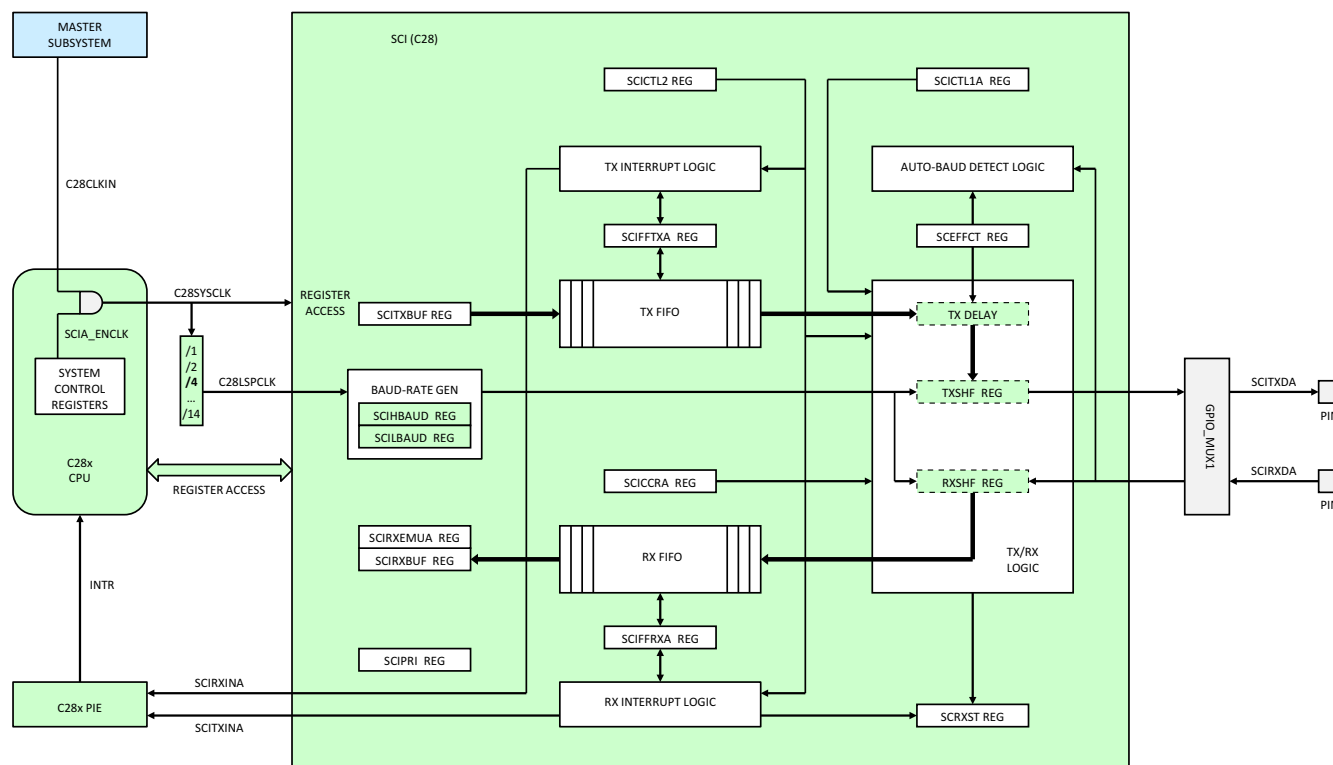 MASTER
SUBSYSTEM
SCI (C28)
SCICTL2 REG
SCICTL1A REG
C28CLKIN
TX INTERRUPT LOGIC
AUTO-BAUD DETECT LOGIC
SCIFFTXA REG
SCEFFCT REG
C28SYSCLK
REGISTER
ACCESS
SCITXBUF REG
TX FIFO
TX DELAY
SCIA_ENCLK
/1
/2
/4
...
/14
SYSTEM
CONTROL
REGISTERS
C28LSPCLK
BAUD-RATE GEN
SCIHBAUD REG
SCILBAUD REG
TXSHF REG
SCITXDA
GPIO_MUX1
C28x
CPU
REGISTER ACCESS
SCICCRA REG
RXSHF REG
SCIRXDA
SCIRXEMUA REG
SCIRXBUF REG
RX FIFO
TX/RX
LOGIC
INTR
SCIFFRXA REG
SCIPRI REG
SCIRXINA
C28x PIE
RX INTERRUPT LOGIC
SCITXINA
SCRXST REG